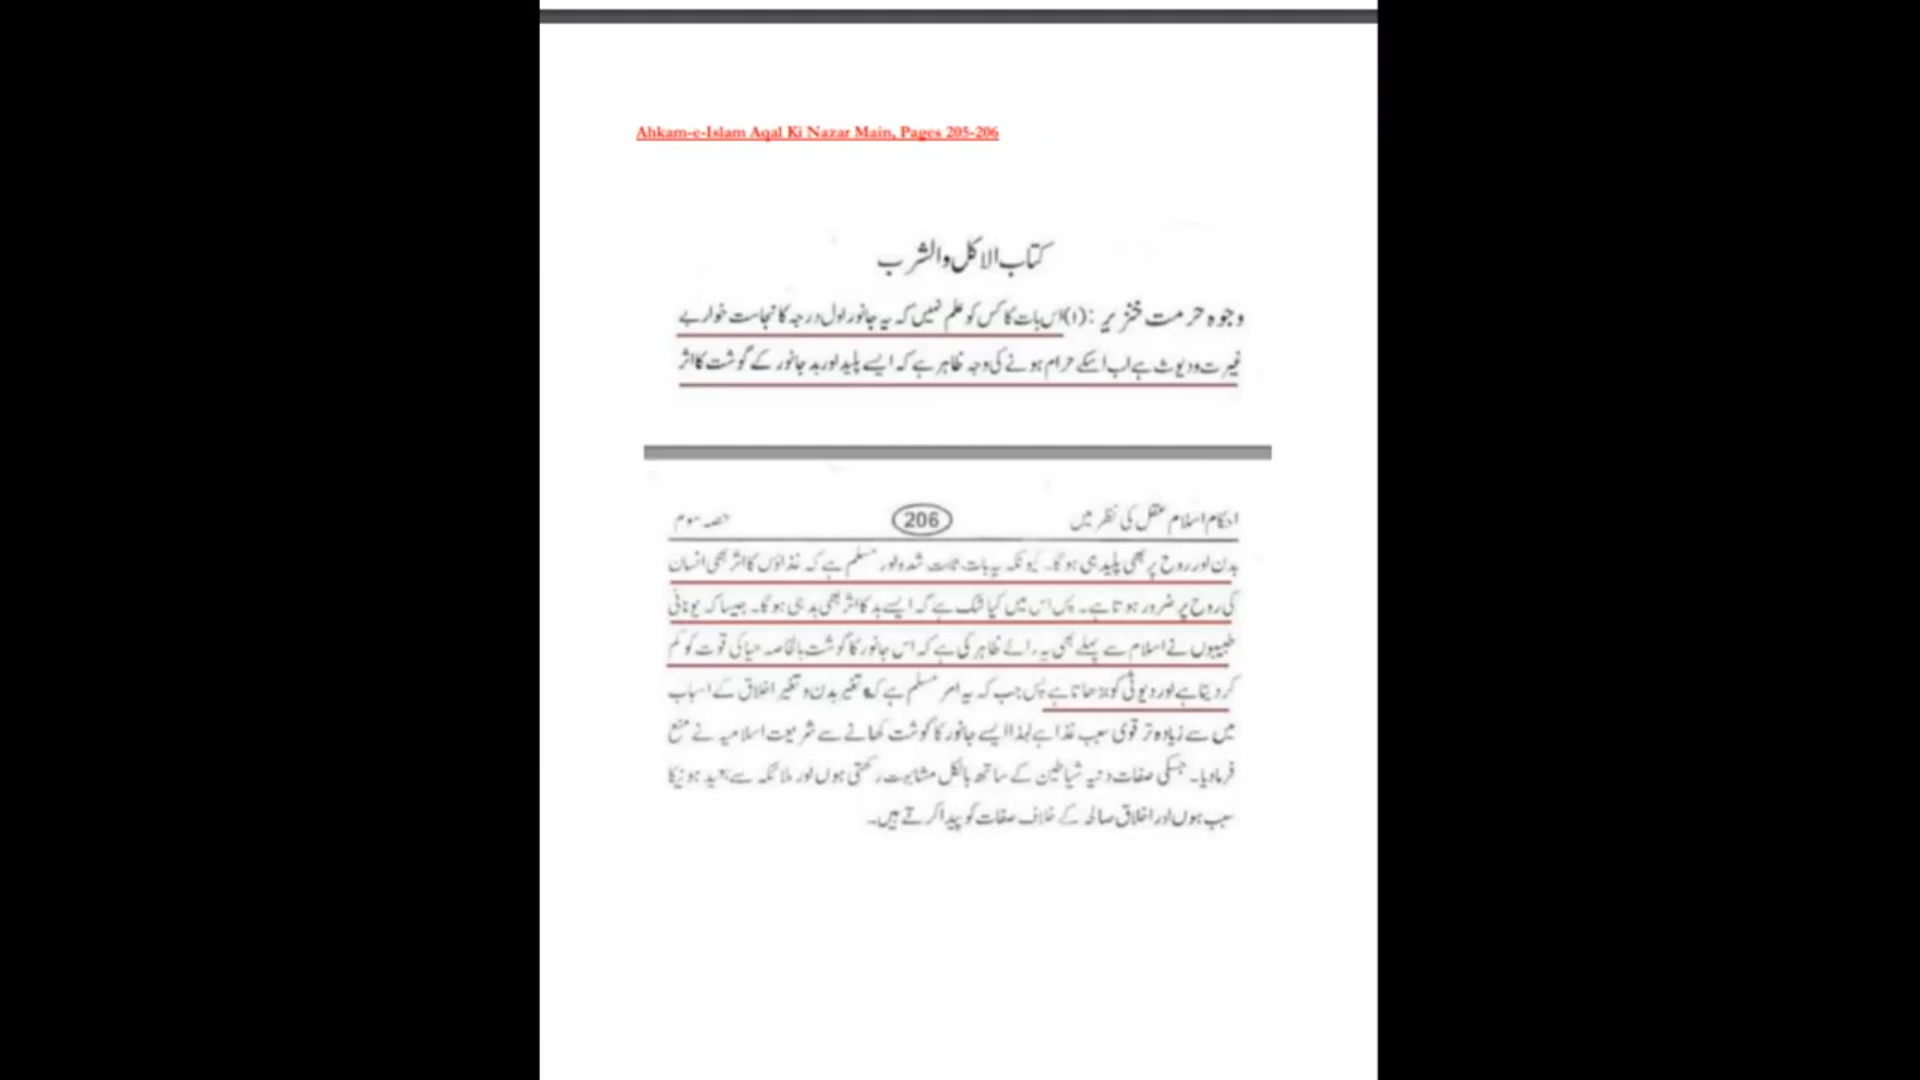 Ahkam-e-Islam Aqal Ki Nazar Main, Pages 205-206
کتاب الاکل والشرب
وجوہ حرمت خنزیر : (۱) اس بات کا کس کو علم نہیں کہ یہ جانور اول درجہ کا نجاست خوار بے
غیرت و دیوث ہے اب اسکے حرام ہونے کی وجہ ظاہر ہے کہ ایسے پلید اور بد جانور کے گوشت کا اثر
احکام اسلام عقل کی نظر میں 206 حصہ سوم
بدن اور روح پر بھی پلید ہی ہو گا۔ کیونکہ یہ بات ثابت شدہ اور مسلم ہے کہ غذاؤں کا اثر بھی انسان
کی روح پر ضرور ہوتا ہے۔ پس اس میں کیا شک ہے کہ ایسے بد کا اثر بھی بد ہی ہو گا۔ جیسا کہ یونانی
طبیبوں نے اسلام سے پہلے بھی یہ رائے ظاہر کی ہے کہ اس جانور کا گوشت بالخاصہ حیا کی قوت کو کم
کر دیتا ہے اور دیوثی کو بڑھاتا ہے پس جب کہ یہ امر مسلم ہے کہ تغیر بدن و تغیر اخلاق کے اسباب
میں سے زیادہ تر قوی سبب غذا ہے لہذا ایسے جانور کا گوشت کھانے سے شریعت اسلامیہ نے منع
فرمادیا۔ جسکی صفات دنیہ شیاطین کے ساتھ بالکل مشابہت رکھتی ہوں اور ملائکہ سے بعید ہونیکا
سبب ہوں اور اخلاق صالحہ کے خلاف صفات کو پیدا کرتے ہیں۔